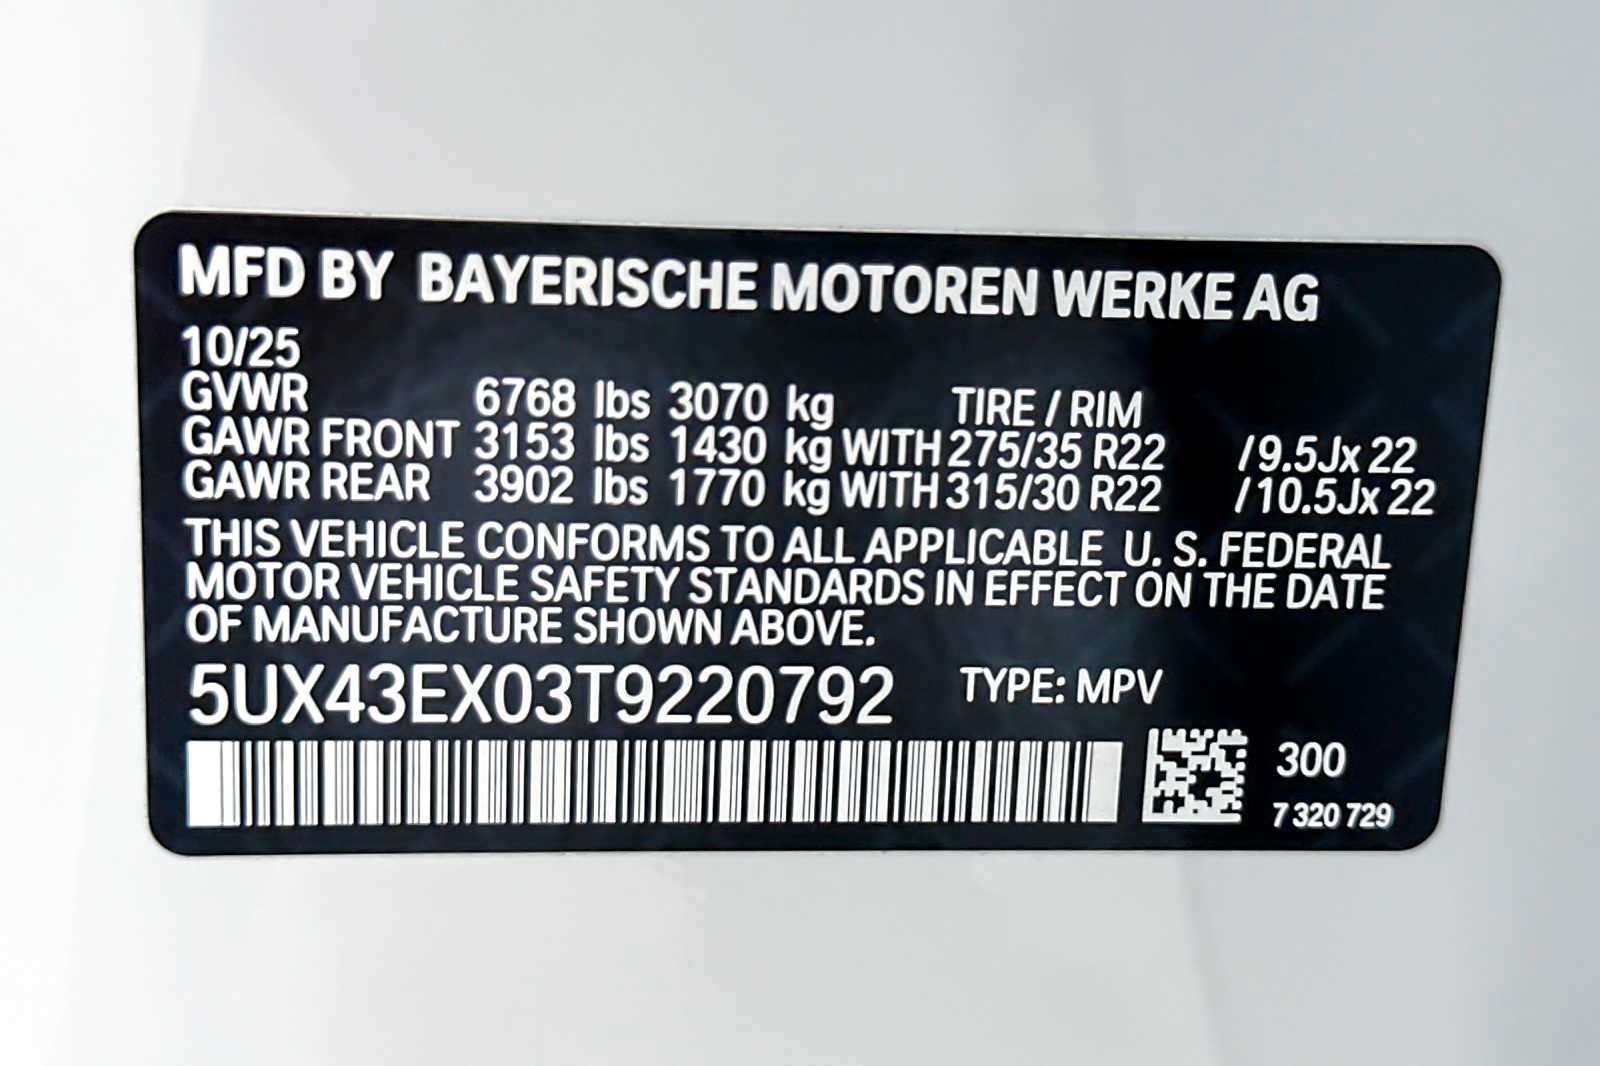 MFD BY BAYERISCHE MOTOREN WERKE AG
10/25
GVWR 6768 lbs 3070 kg TIRE / RIM
GAWR FRONT 3153 lbs 1430 kg WITH 275/35 R22 /9.5Jx 22
GAWR REAR 3902 lbs 1770 kg WITH 315/30 R22 /10.5Jx 22
THIS VEHICLE CONFORMS TO ALL APPLICABLE U. S. FEDERAL
MOTOR VEHICLE SAFETY STANDARDS IN EFFECT ON THE DATE
OF MANUFACTURE SHOWN ABOVE.
5UX43EX03T9220792 TYPE: MPV
300
7 320 729